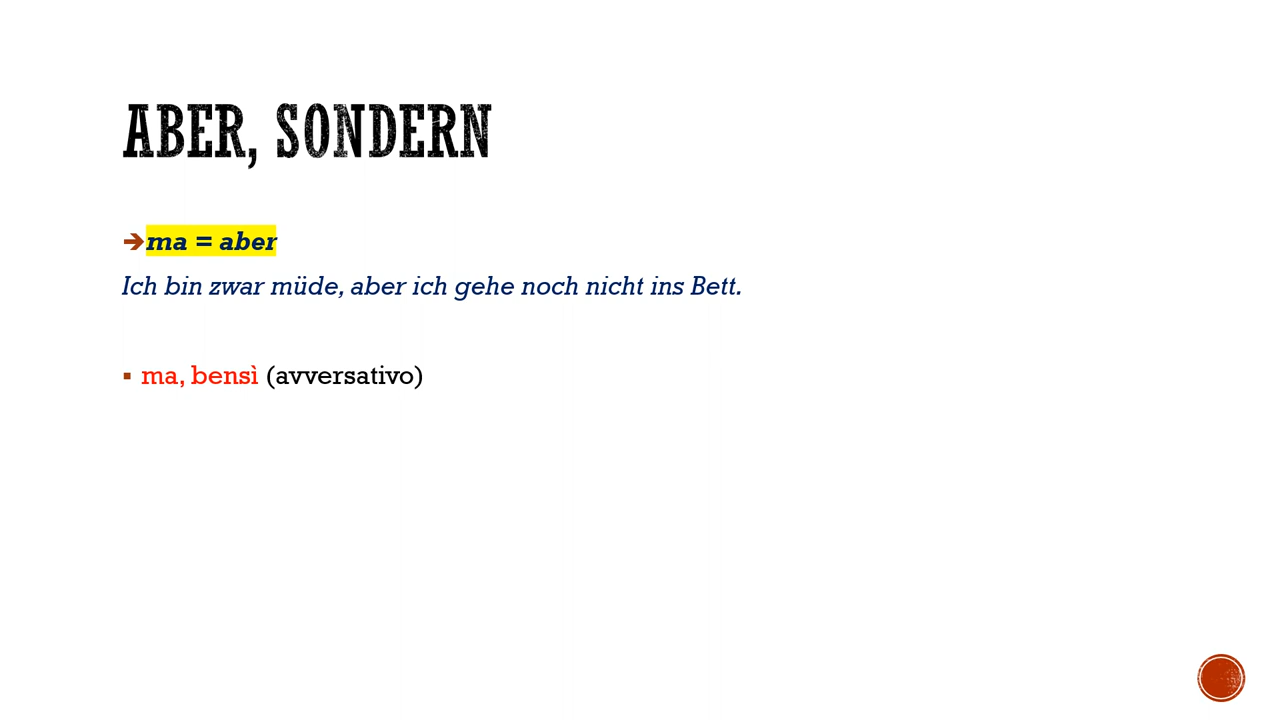 ABER, SONDERN
➔ma = aber
Ich bin zwar müde, aber ich gehe noch nicht ins Bett.
▪ ma, bensì (avversativo)